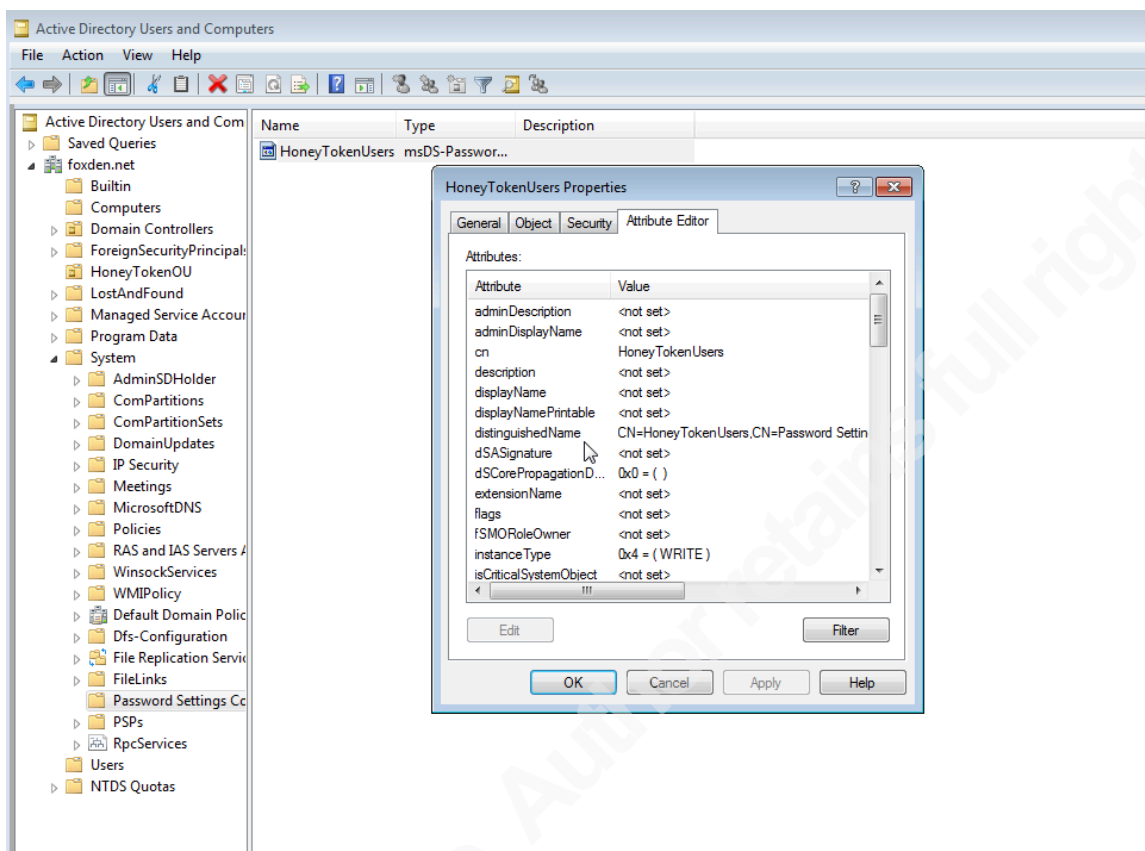 Active Directory Users and Computers
File Action View Help
Active Directory Users and Com
Saved Queries
foxden.net
Builtin
Computers
Domain Controllers
ForeignSecurityPrincipals
HoneyTokenOU
LostAndFound
Managed Service Accour
Program Data
System
AdminSDHolder
ComPartitions
ComPartitionSets
DomainUpdates
IP Security
Meetings
MicrosoftDNS
Policies
RAS and IAS Servers A
WinsockServices
WMIPolicy
Default Domain Polic
Dfs-Configuration
File Replication Servic
FileLinks
Password Settings Cc
PSPs
RpcServices
Users
NTDS Quotas
Name Type Description
HoneyTokenUsers msDS-Passwor...
HoneyTokenUsers Properties
General Object Security Attribute Editor
Attributes:
Attribute Value
adminDescription <not set>
adminDisplayName <not set>
cn HoneyTokenUsers
description <not set>
displayName <not set>
displayNamePrintable <not set>
distinguishedName CN=HoneyTokenUsers,CN=Password Settin
dSASignature <not set>
dSCorePropagationD... 0x0 = ( )
extensionName <not set>
flags <not set>
fSMORoleOwner <not set>
instanceType 0x4 = ( WRITE )
isCriticalSystemObject <not set>
Edit Filter
OK Cancel Apply Help
Author retains full right